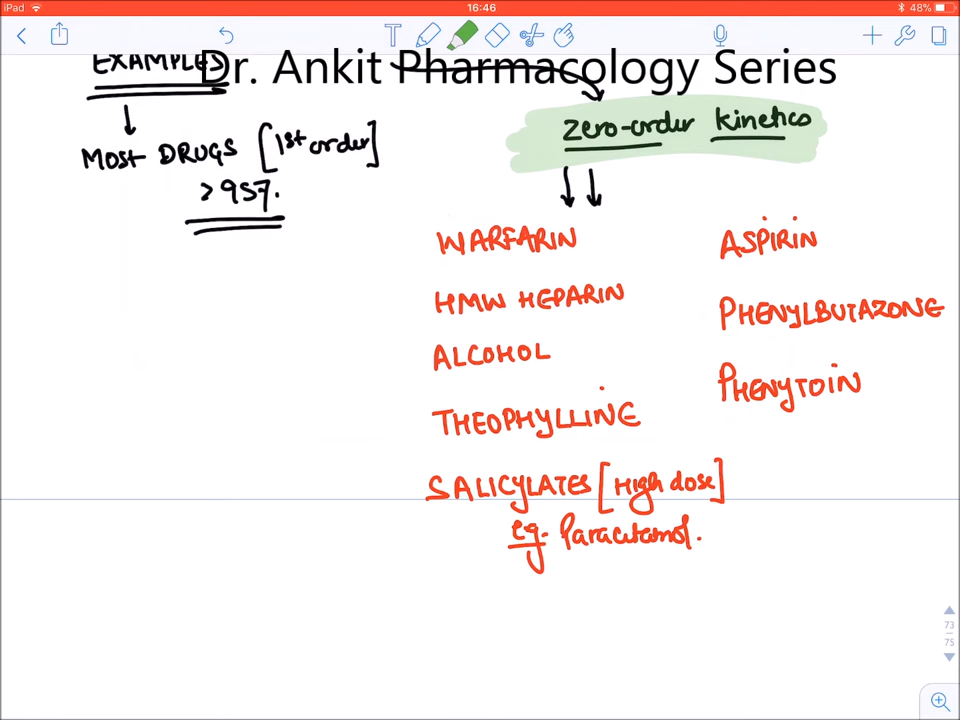 iPad 16:46 48%
T
EXAMPLES
Dr. Ankit Pharmacology Series
MOST DRUGS [1st order]
>95%.
Zero-order kinetics
WARFARIN
HMW HEPARIN
ALCOHOL
THEOPHYLLINE
SALICYLATES [High dose]
eg. Paracetamol.
ASPIRIN
PHENYLBUTAZONE
PHENYTOIN
73
75